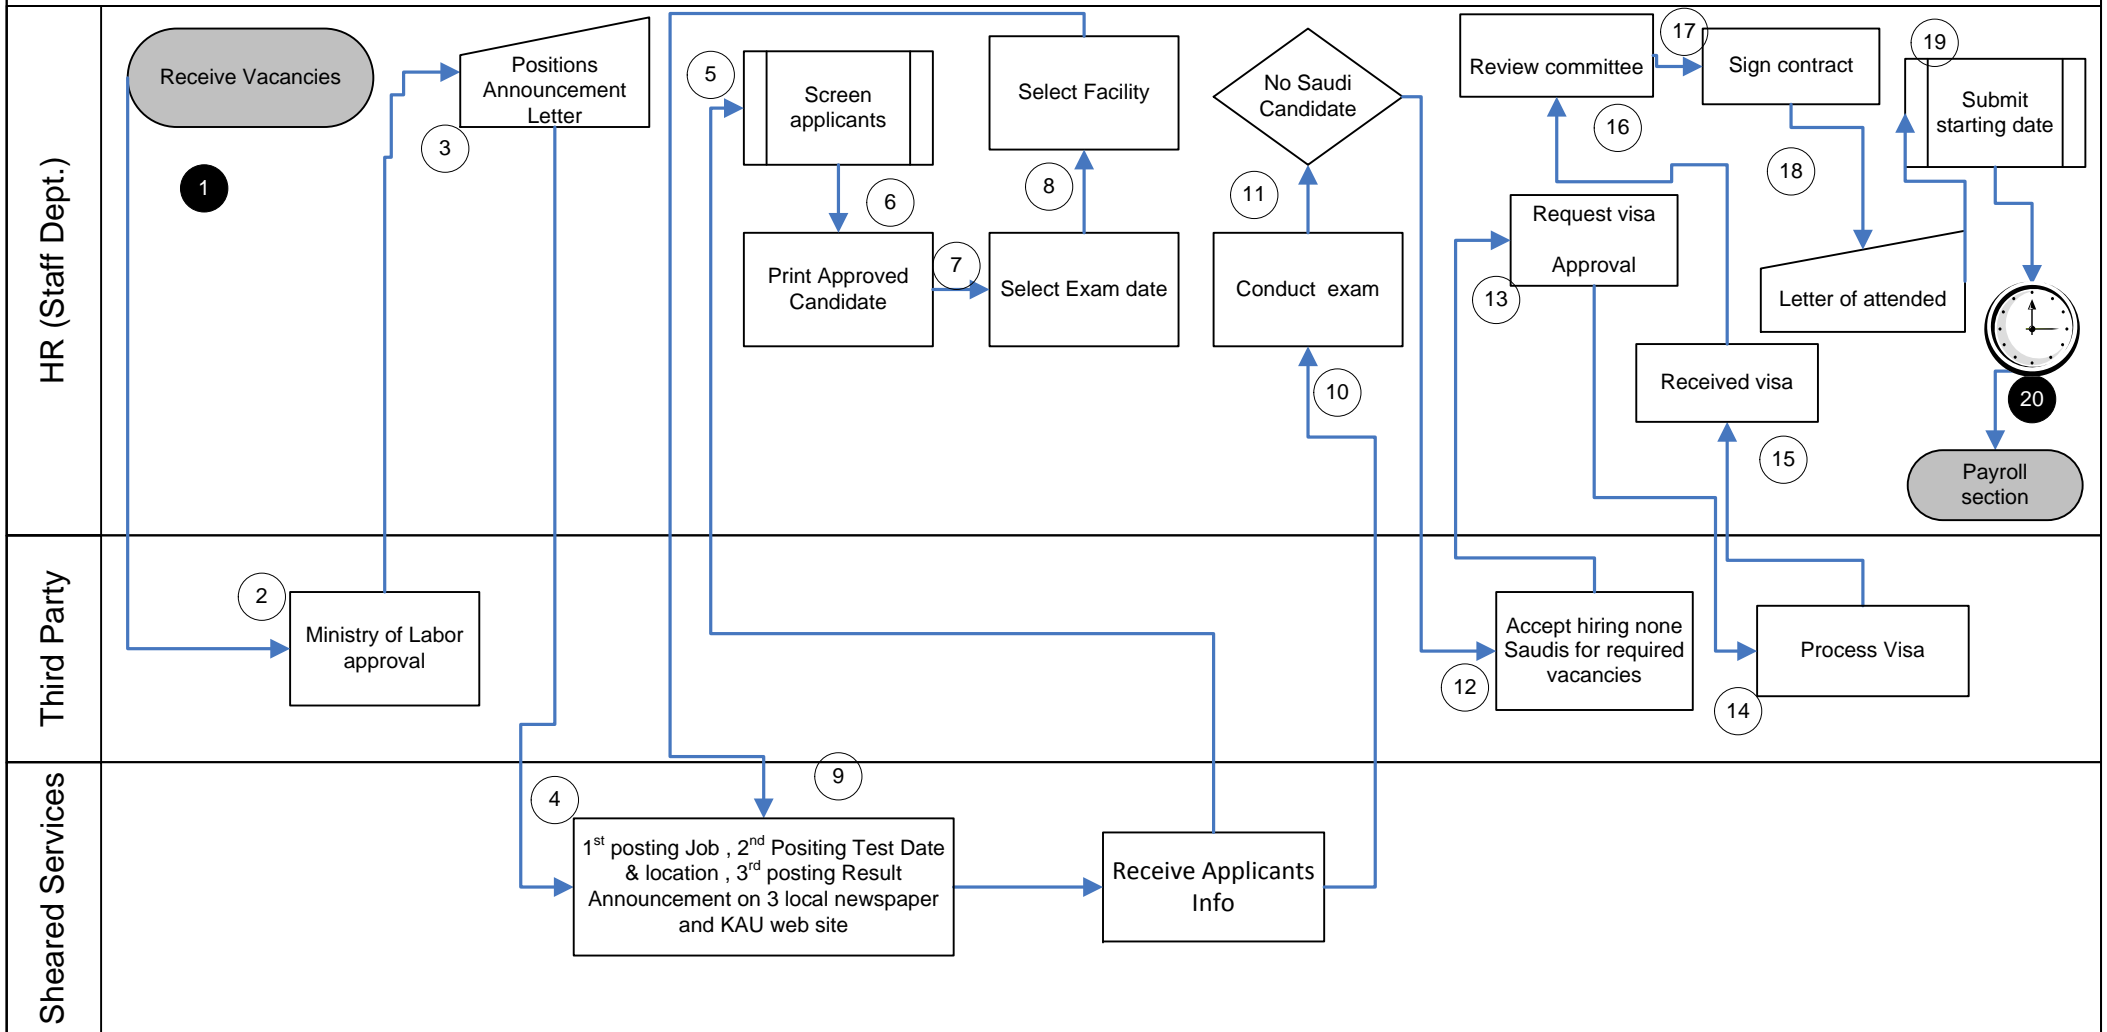 HR (Staff Dept.)
Receive Vacancies
1
Positions
Announcement
Letter
3
5
Screen
applicants
6
Print Approved
Candidate
7
Select Facility
8
Select Exam date
No Saudi
Candidate
11
Conduct  exam
10
Review committee
17
Sign contract
16
18
Request visa
Approval
13
Received visa
15
19
Submit
starting date
Letter of attended
20
Payroll
section
Third Party
2
Ministry of Labor
approval
Accept hiring none
Saudis for required
vacancies
12
Process Visa
14
Sheared Services
4
9
1st posting Job , 2nd Positing Test Date
& location , 3rd posting Result
Announcement on 3 local newspaper
and KAU web site
Receive Applicants
Info